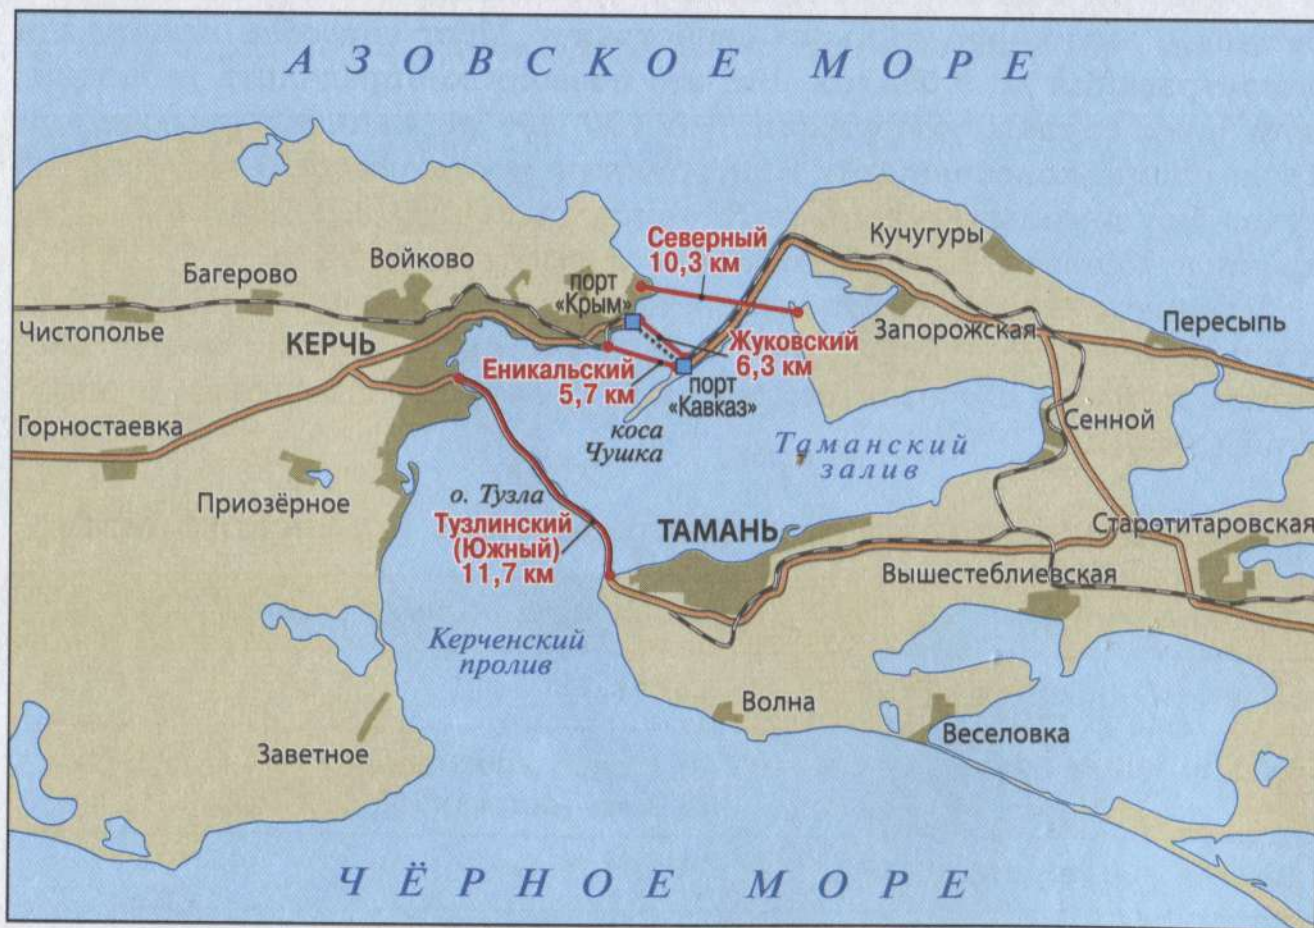 АЗОВСКОЕ МОРЕ
Кучугуры
Северный
10,3 км
Войково
Багерово
порт
«Крым»
Чистополье
КЕРЧЬ
Запорожская
Пересыпь
Жуковский
6,3 км
Еникальский
5,7 км
порт
«Кавказ»
Горностаевка
коса
Чушка
Сенной
Таманский
залив
Приозёрное
о. Тузла
Тузлинский
(Южный)
11,7 км
ТАМАНЬ
Старотитаровская
Вышестеблиевская
Керченский
пролив
Волна
Веселовка
Заветное
ЧЁРНОЕ МОРЕ